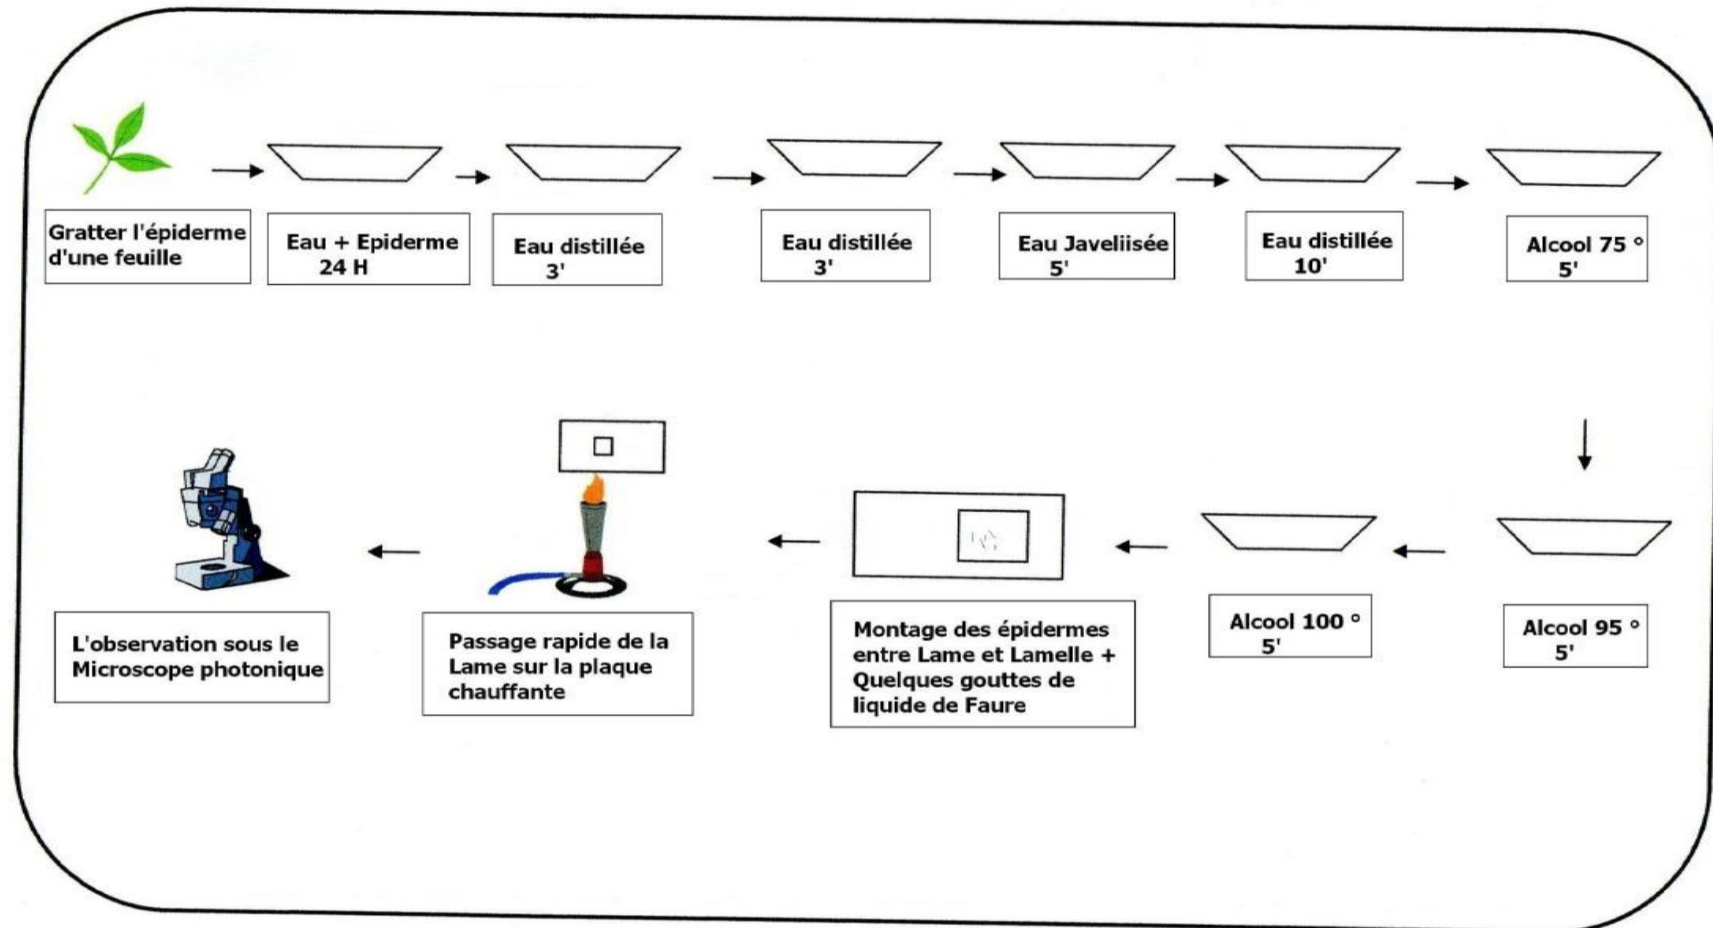 Gratter l'épiderme
d'une feuille
Eau + Epiderme
24 H
Eau distillée
3'
Eau distillée
3'
Eau Javeliisée
5'
Eau distillée
10'
Alcool 75 °
5'
Alcool 95 °
5'
Alcool 100 °
5'
Montage des épidermes
entre Lame et Lamelle +
Quelques gouttes de
liquide de Faure
Passage rapide de la
Lame sur la plaque
chauffante
L'observation sous le
Microscope photonique